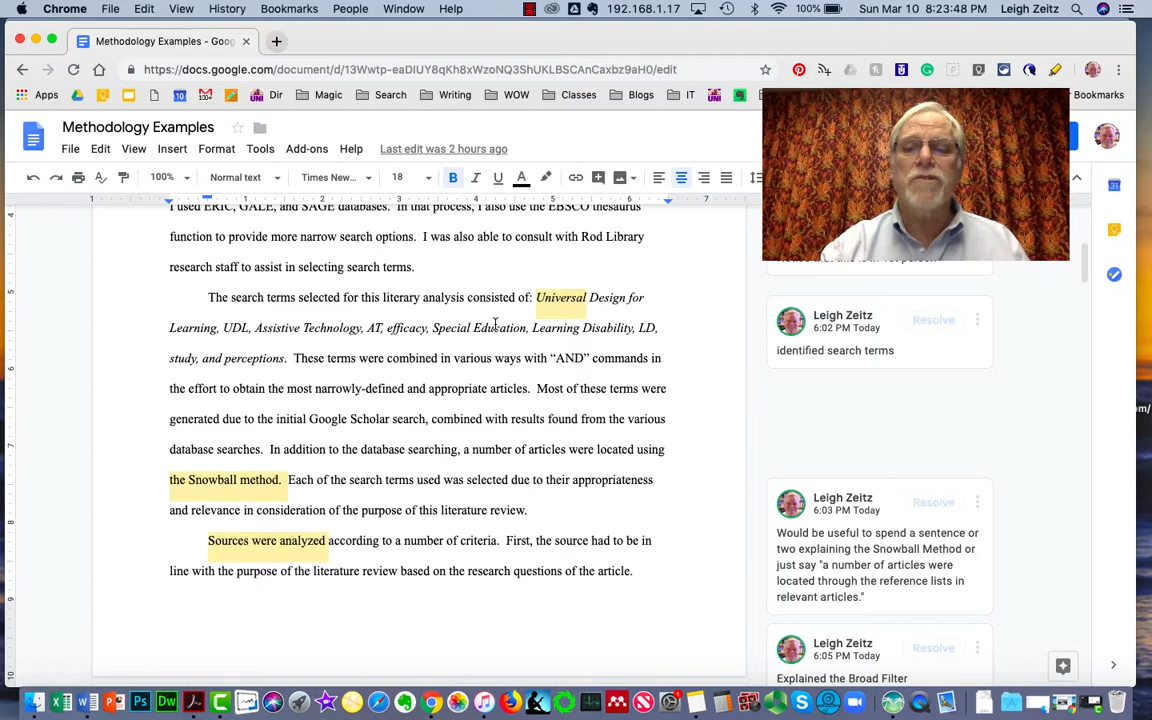 Chrome File Edit View History Bookmarks People Window Help 192.168.1.17 100% Sun Mar 10 8:23:48 PM Leigh Zeitz
Methodology Examples - Goog
https://docs.google.com/document/d/13Wwtp-eaDIUY8qKh8xWzoNQ3ShUKLBSCAnCaxbz9aH0/edit
Apps 10 100+ Dir Magic Search Writing WOW Classes Blogs IT Bookmarks
Methodology Examples
File Edit View Insert Format Tools Add-ons Help Last edit was 2 hours ago
100% Normal text Times New... 18 B I U A
1 1 2 3 4 5 6 7
I used ERIC, GALE, and SAGE databases. In that process, I also use the EBSCO thesaurus
function to provide more narrow search options. I was also able to consult with Rod Library
research staff to assist in selecting search terms.
The search terms selected for this literary analysis consisted of: Universal Design for
Learning, UDL, Assistive Technology, AT, efficacy, Special Education, Learning Disability, LD,
study, and perceptions. These terms were combined in various ways with “AND” commands in
the effort to obtain the most narrowly-defined and appropriate articles. Most of these terms were
generated due to the initial Google Scholar search, combined with results found from the various
database searches. In addition to the database searching, a number of articles were located using
the Snowball method. Each of the search terms used was selected due to their appropriateness
and relevance in consideration of the purpose of this literature review.
Sources were analyzed according to a number of criteria. First, the source had to be in
line with the purpose of the literature review based on the research questions of the article.
Leigh Zeitz
6:02 PM Today
Resolve
identified search terms
Leigh Zeitz
6:03 PM Today
Resolve
Would be useful to spend a sentence or
two explaining the Snowball Method or
just say "a number of articles were
located through the reference lists in
relevant articles."
Leigh Zeitz
6:05 PM Today
Resolve
Explained the Broad Filter